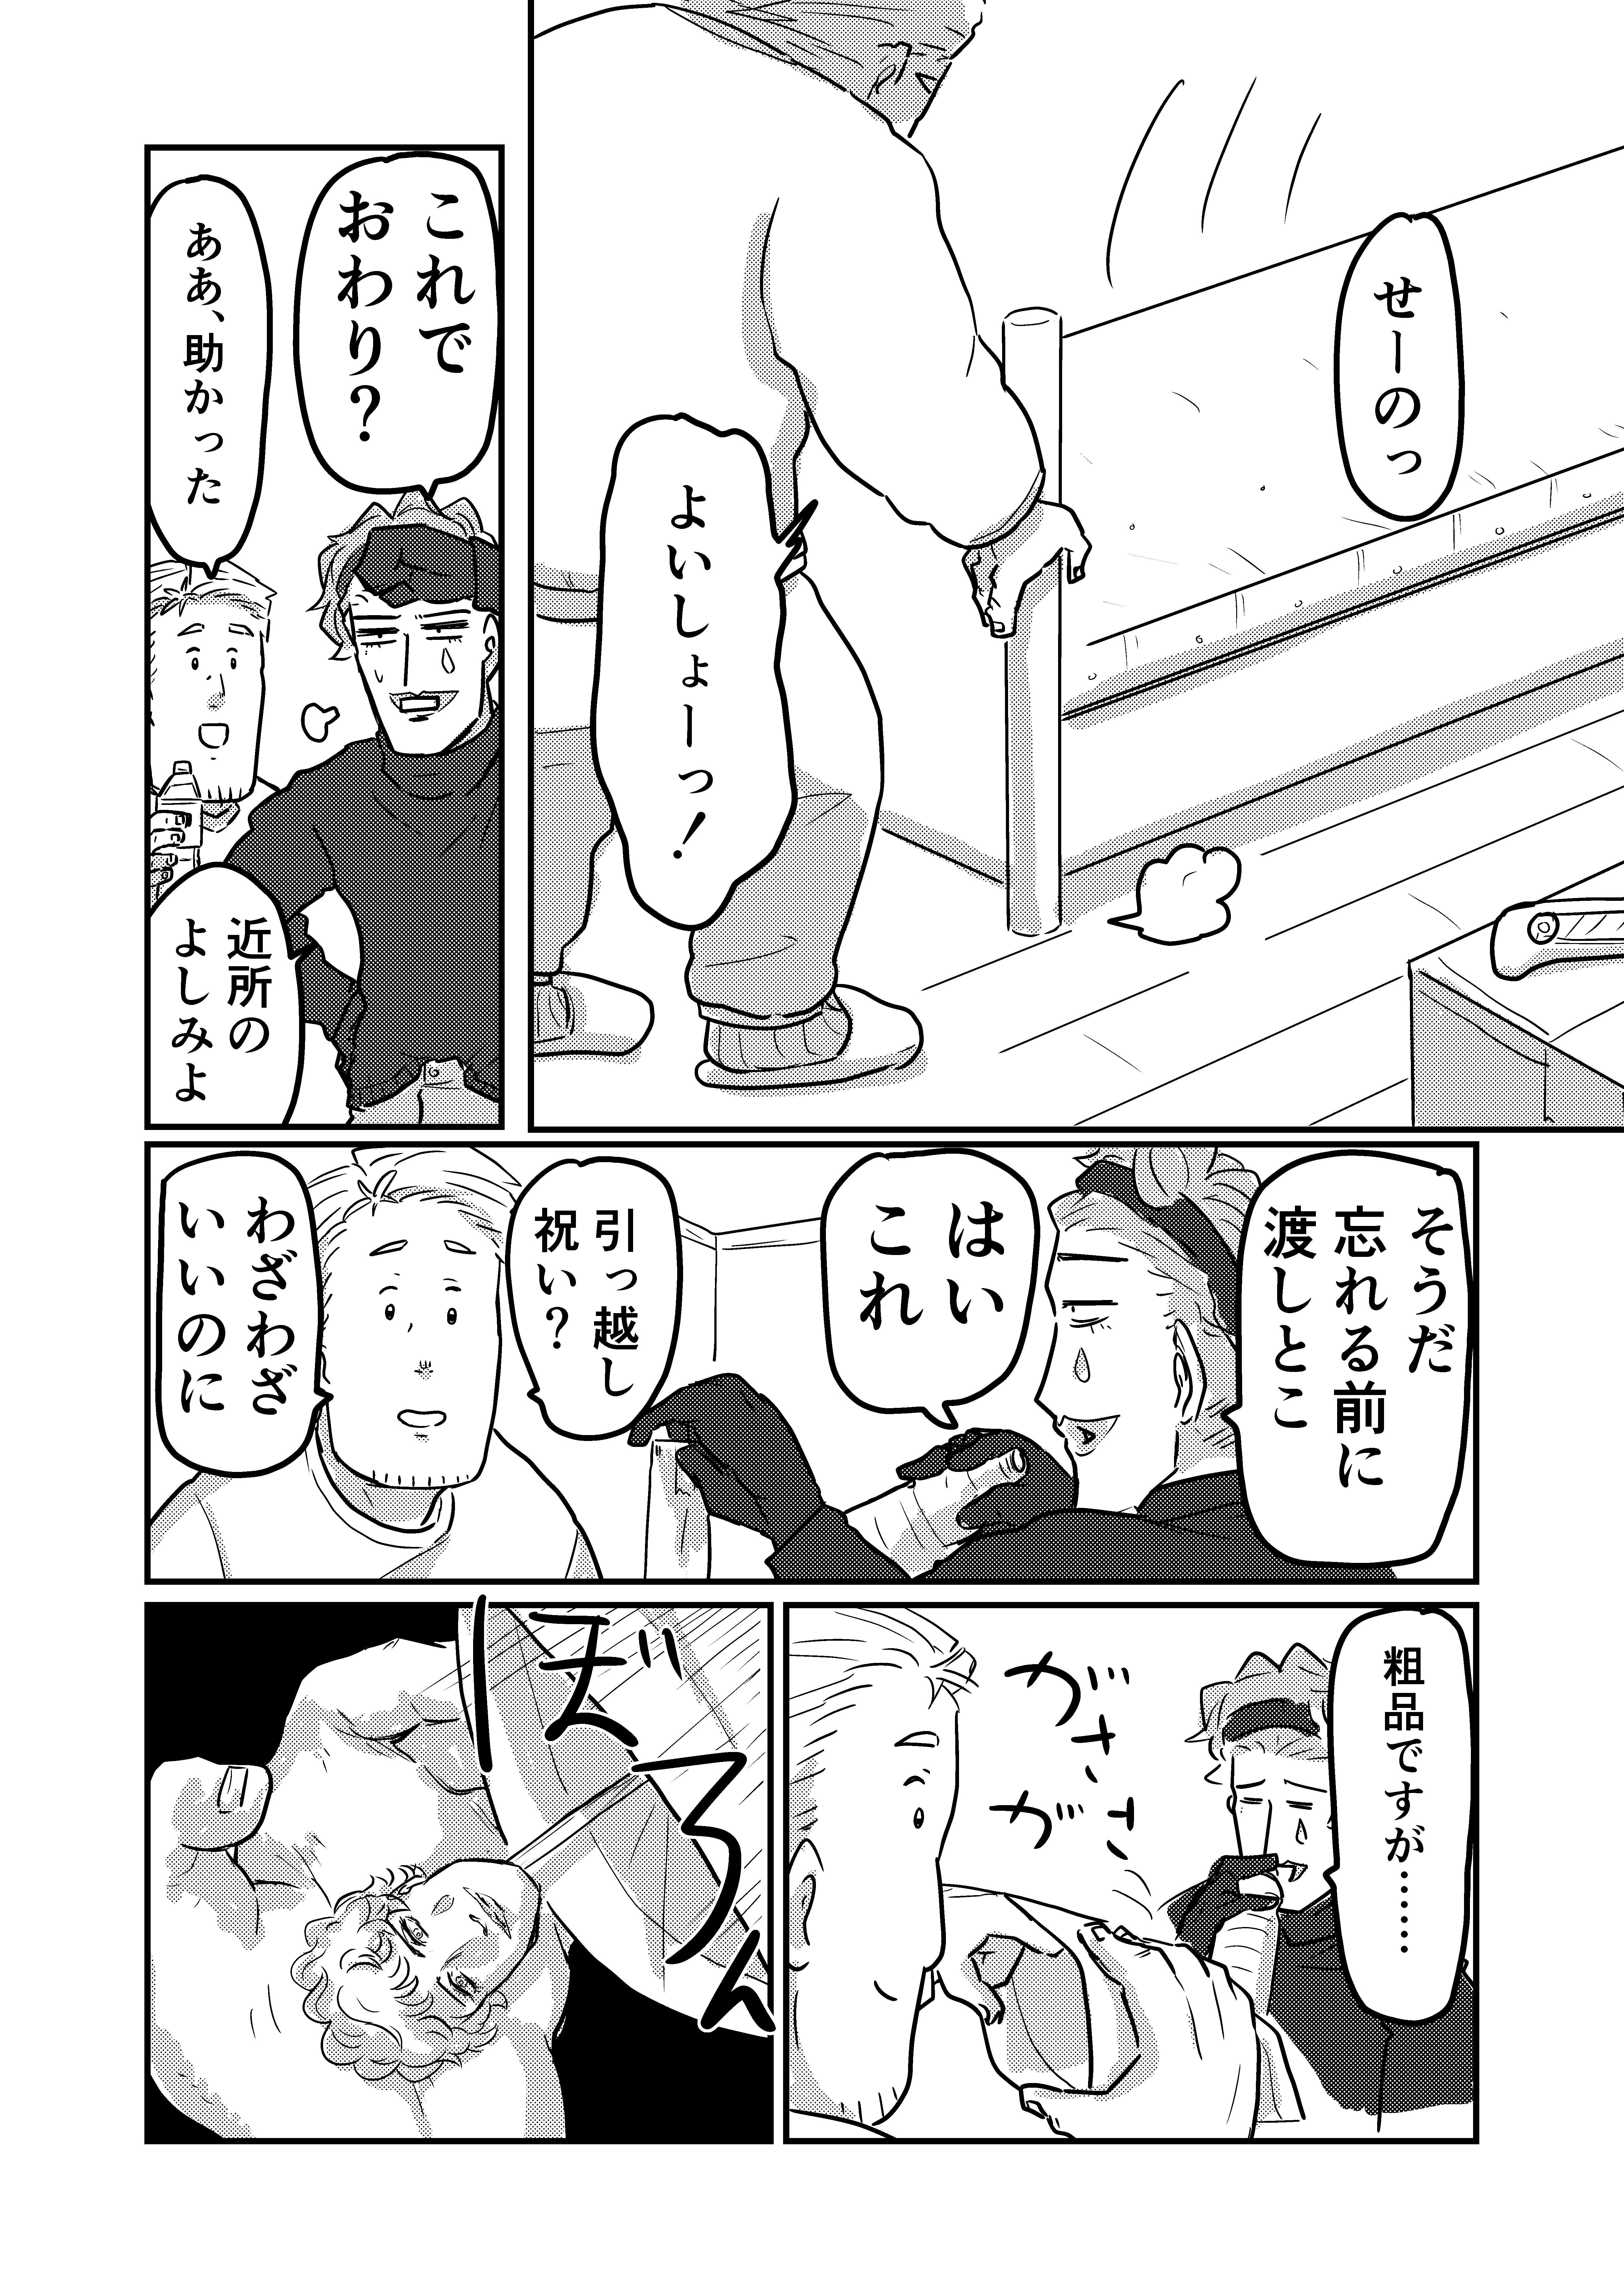 せーのっ
よいしょーっ！
これで
おわり？
ああ、助かった
近所の
よしみよ
そうだ
忘れる前に
渡しとこ
はい
これ
引っ越し
祝い？
わざわざ
いいのに
粗品ですが……
がさ
がさ
ぼろん